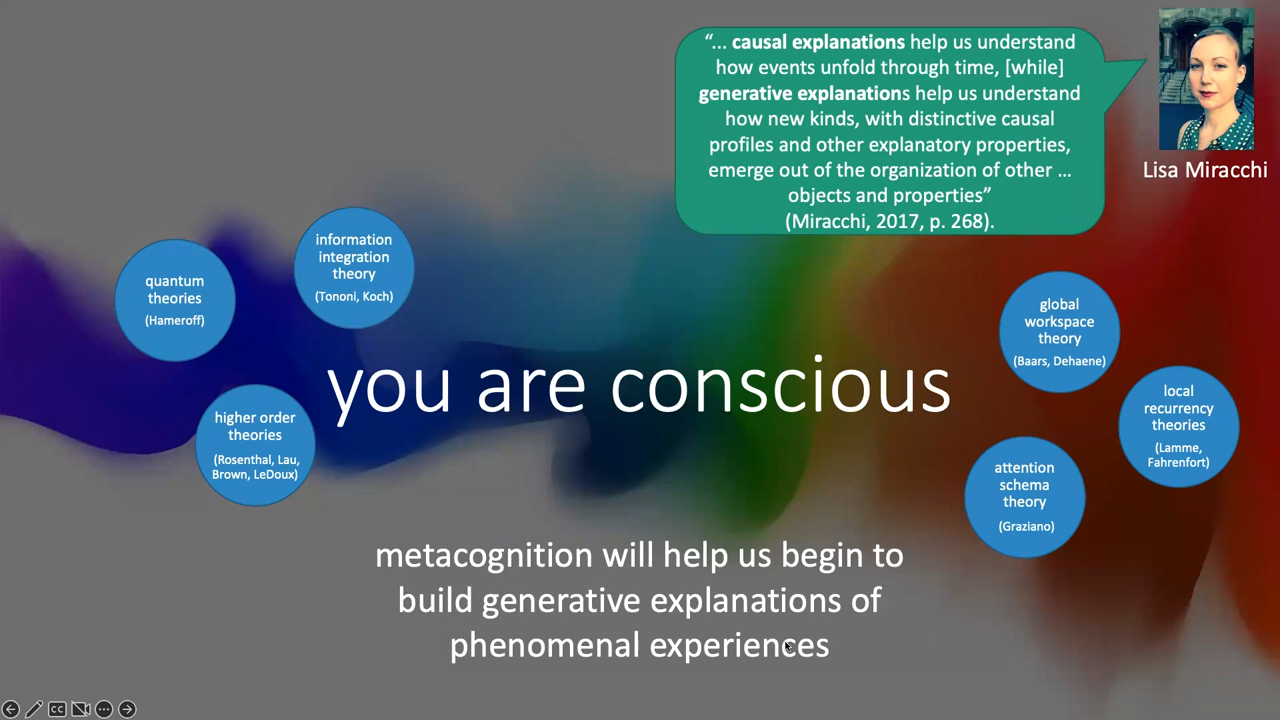 “... causal explanations help us understand
how events unfold through time, [while]
generative explanations help us understand
how new kinds, with distinctive causal
profiles and other explanatory properties,
emerge out of the organization of other ...
objects and properties”
(Miracchi, 2017, p. 268).
Lisa Miracchi
information
integration
theory
(Tononi, Koch)
quantum
theories
(Hameroff)
higher order
theories
(Rosenthal, Lau,
Brown, LeDoux)
you are conscious
global
workspace
theory
(Baars, Dehaene)
local
recurrency
theories
(Lamme,
Fahrenfort)
attention
schema
theory
(Graziano)
metacognition will help us begin to
build generative explanations of
phenomenal experiences
CC